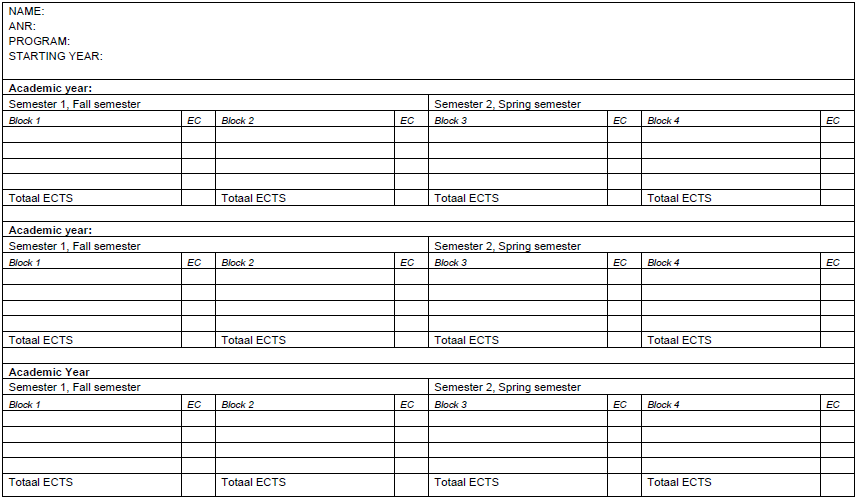 NAME:
ANR:
PROGRAM:
STARTING YEAR:
Academic year:
Semester 1, Fall semester Semester 2, Spring semester
Block 1 EC Block 2 EC Block 3 EC Block 4 EC
Totaal ECTS Totaal ECTS Totaal ECTS Totaal ECTS
Academic year:
Semester 1, Fall semester Semester 2, Spring semester
Block 1 EC Block 2 EC Block 3 EC Block 4 EC
Totaal ECTS Totaal ECTS Totaal ECTS Totaal ECTS
Academic Year
Semester 1, Fall semester Semester 2, Spring semester
Block 1 EC Block 2 EC Block 3 EC Block 4 EC
Totaal ECTS Totaal ECTS Totaal ECTS Totaal ECTS